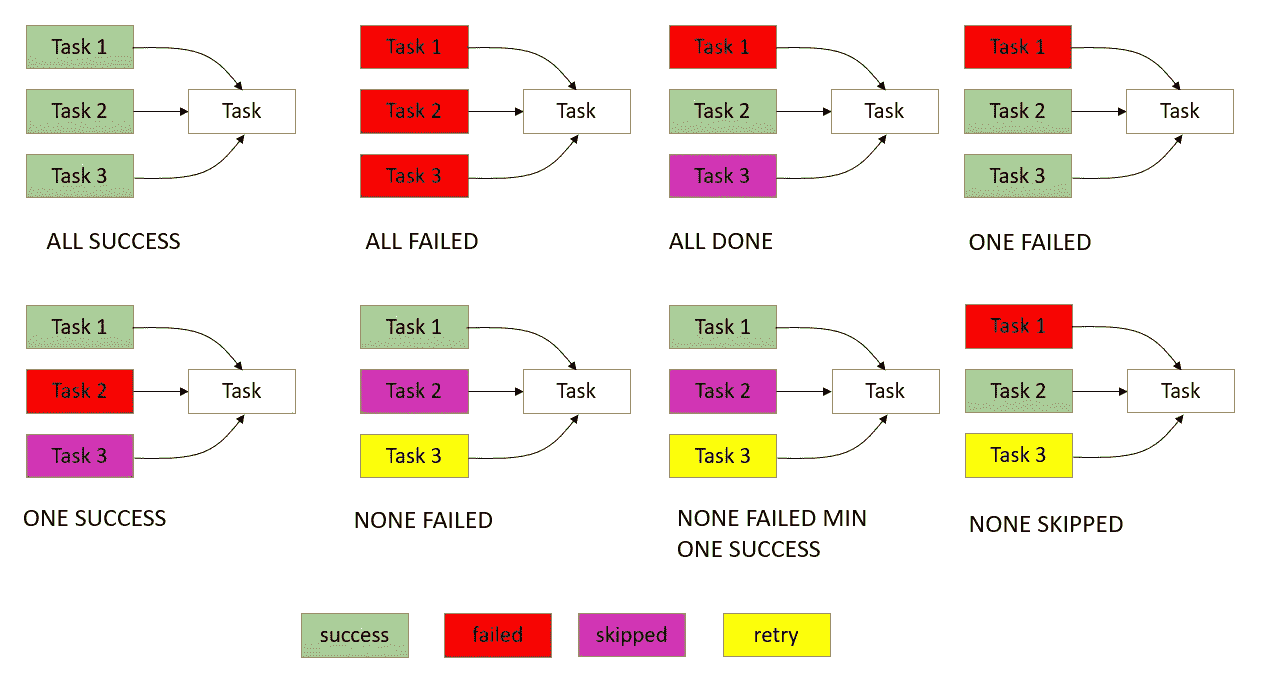 Task 1
Task 2
Task
Task 3
ALL SUCCESS
Task 1
Task 2
Task
Task 3
ALL FAILED
Task 1
Task 2
Task
Task 3
ALL DONE
Task 1
Task 2
Task
Task 3
ONE FAILED
Task 1
Task 2
Task
Task 3
ONE SUCCESS
Task 1
Task 2
Task
Task 3
NONE FAILED
Task 1
Task 2
Task
Task 3
NONE FAILED MIN
ONE SUCCESS
Task 1
Task 2
Task
Task 3
NONE SKIPPED
success
failed
skipped
retry